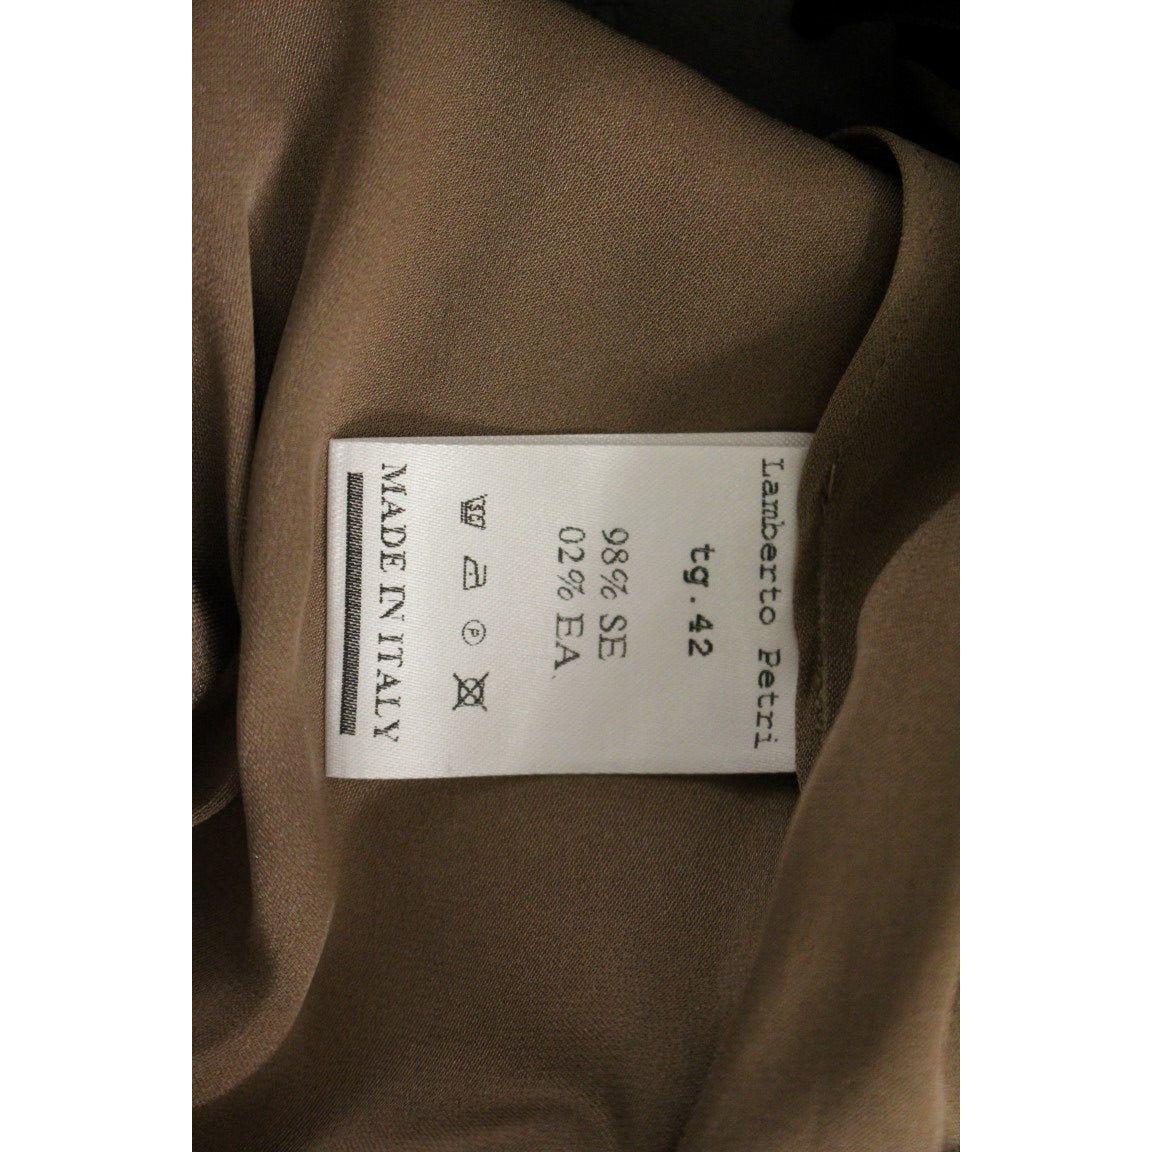 Lamberto Petri
tg.42
98% SE
02% EA
P
MADE IN ITALY